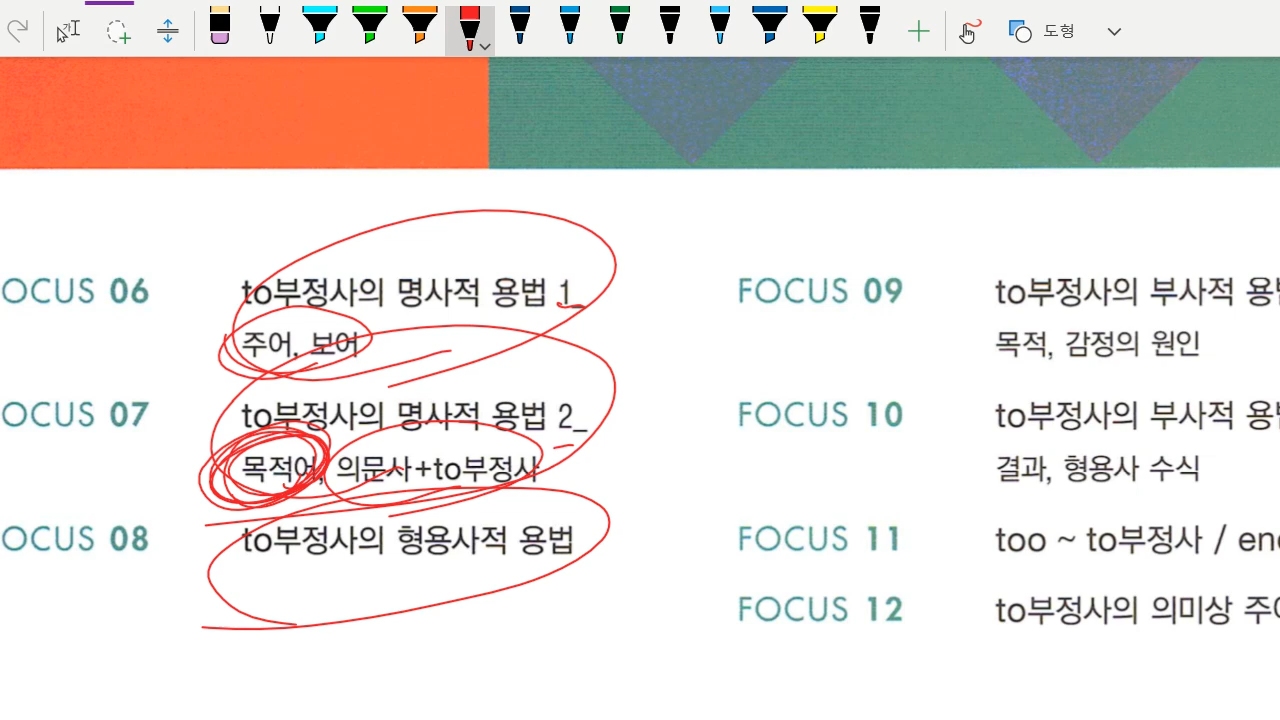 도형
OCUS 06 to부정사의 명사적 용법 1_
주어, 보어
OCUS 07 to부정사의 명사적 용법 2_
목적어, 의문사+to부정사
OCUS 08 to부정사의 형용사적 용법
FOCUS 09 to부정사의 부사적 용
목적, 감정의 원인
FOCUS 10 to부정사의 부사적 용
결과, 형용사 수식
FOCUS 11 too ~ to부정사 / en
FOCUS 12 to부정사의 의미상 주